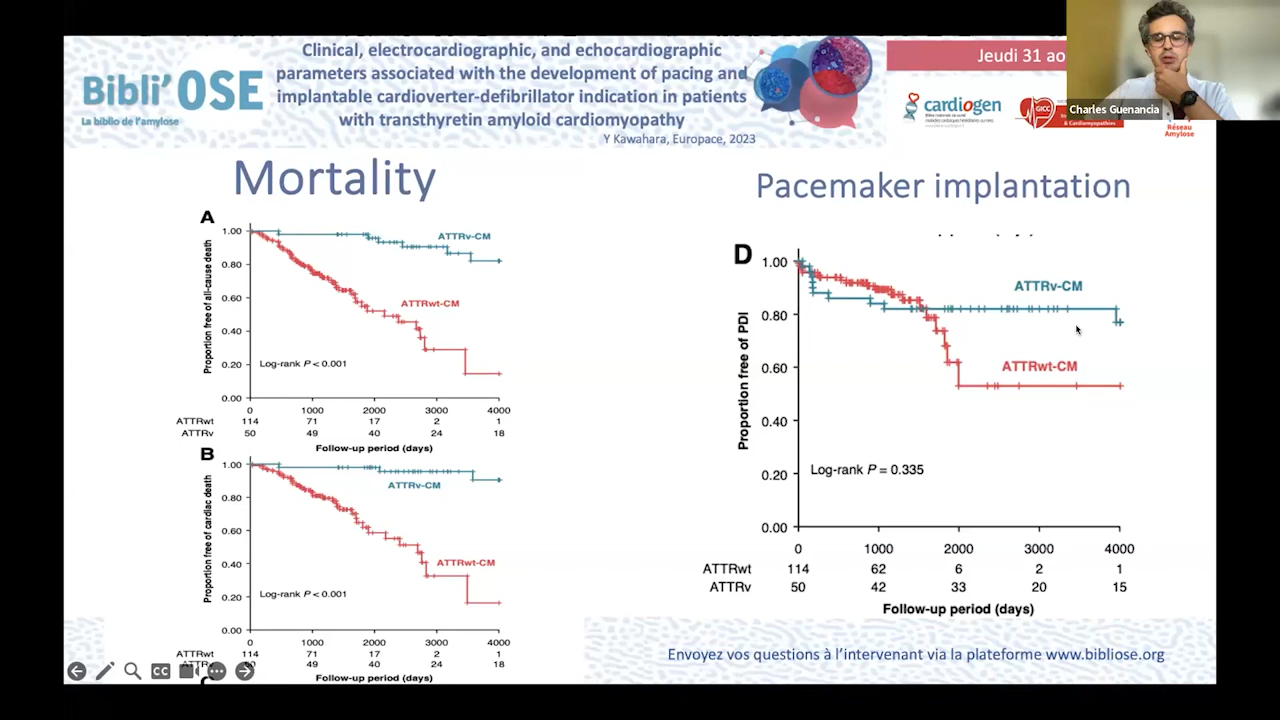 Bibli'OSE
La biblio de l'amylose
Clinical, electrocardiographic, and echocardiographic
parameters associated with the development of pacing and
implantable cardioverter-defibrillator indication in patients
with transthyretin amyloid cardiomyopathy
Y Kawahara, Europace, 2023
Jeudi 31 ao
cardiogen
GICC
& Cardiomyopathies
Réseau
Amylose
Charles Guenancia
Mortality
A
Proportion free of all-cause death
1.00
0.80
0.60
0.40
0.20
0.00
ATTRv-CM
ATTRwt-CM
Log-rank P < 0.001
0 1000 2000 3000 4000
ATTRwt 114 71 17 2 1
ATTRv 50 49 40 24 18
Follow-up period (days)
B
Proportion free of cardiac death
1.00
0.80
0.60
0.40
0.20
0.00
ATTRv-CM
ATTRwt-CM
Log-rank P < 0.001
0 1000 2000 3000 4000
ATTRwt 114 71 17 2 1
49 40 24 18
Follow-up period (days)
CC
Pacemaker implantation
D
Proportion free of PDI
1.00
0.80
0.60
0.40
0.20
0.00
ATTRv-CM
ATTRwt-CM
Log-rank P = 0.335
0 1000 2000 3000 4000
ATTRwt 114 62 6 2 1
ATTRv 50 42 33 20 15
Follow-up period (days)
Envoyez vos questions à l'intervenant via la plateforme www.bibliose.org